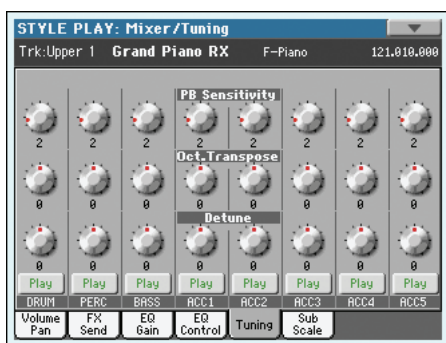 STYLE PLAY: Mixer/Tuning
Trk:Upper 1 Grand Piano RX F-Piano 121.010.000
PB Sensitivity
2 2 2 2 2 2 2 2
Oct.Transpose
0 0 0 0 0 0 0 0
Detune
0 0 0 0 0 0 0 0
Play Play Play Play Play Play Play Play
DRUM PERC BASS ACC1 ACC2 ACC3 ACC4 ACC5
Volume Pan FX Send EQ Gain EQ Control Tuning Sub Scale